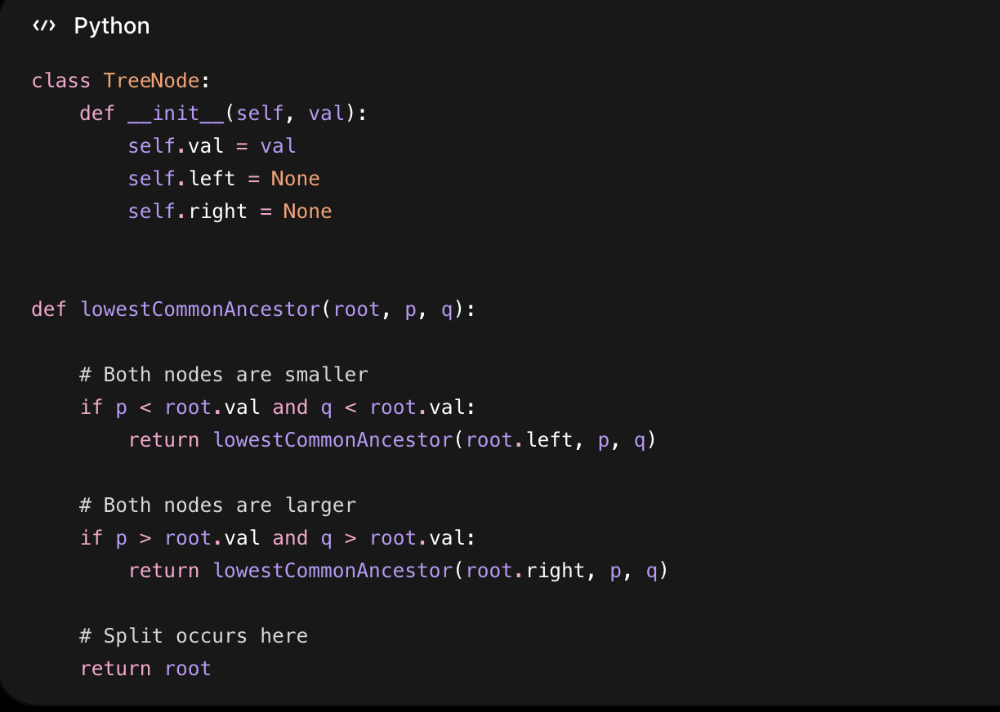 </> Python
class TreeNode:
    def __init__(self, val):
        self.val = val
        self.left = None
        self.right = None
def lowestCommonAncestor(root, p, q):
    # Both nodes are smaller
    if p < root.val and q < root.val:
        return lowestCommonAncestor(root.left, p, q)
    # Both nodes are larger
    if p > root.val and q > root.val:
        return lowestCommonAncestor(root.right, p, q)
    # Split occurs here
    return root